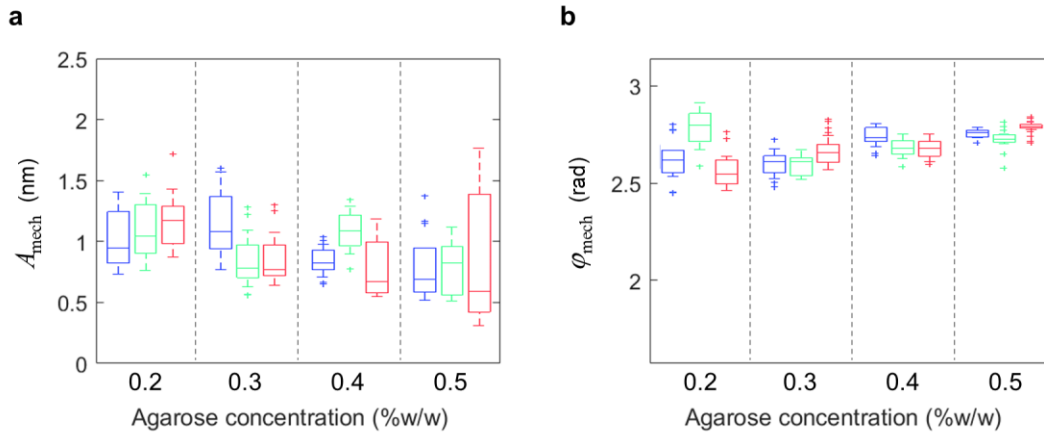 a
2.5
2
1.5
1
0.5
0
A_mech (nm)
0.2 0.3 0.4 0.5
Agarose concentration (%w/w)
b
3
2.5
2
φ_mech (rad)
0.2 0.3 0.4 0.5
Agarose concentration (%w/w)